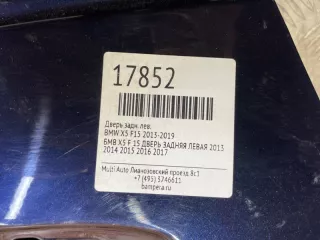 17852
Дверь задн. лев.
BMW X5 F15 2013-2019
БМВ Х5 F 15 ДВЕРЬ ЗАДНЯЯ ЛЕВАЯ 2013
2014 2015 2016 2017
Multi Auto Лианозовский проезд 8с1
+7 (495) 3746611
bampera.ru